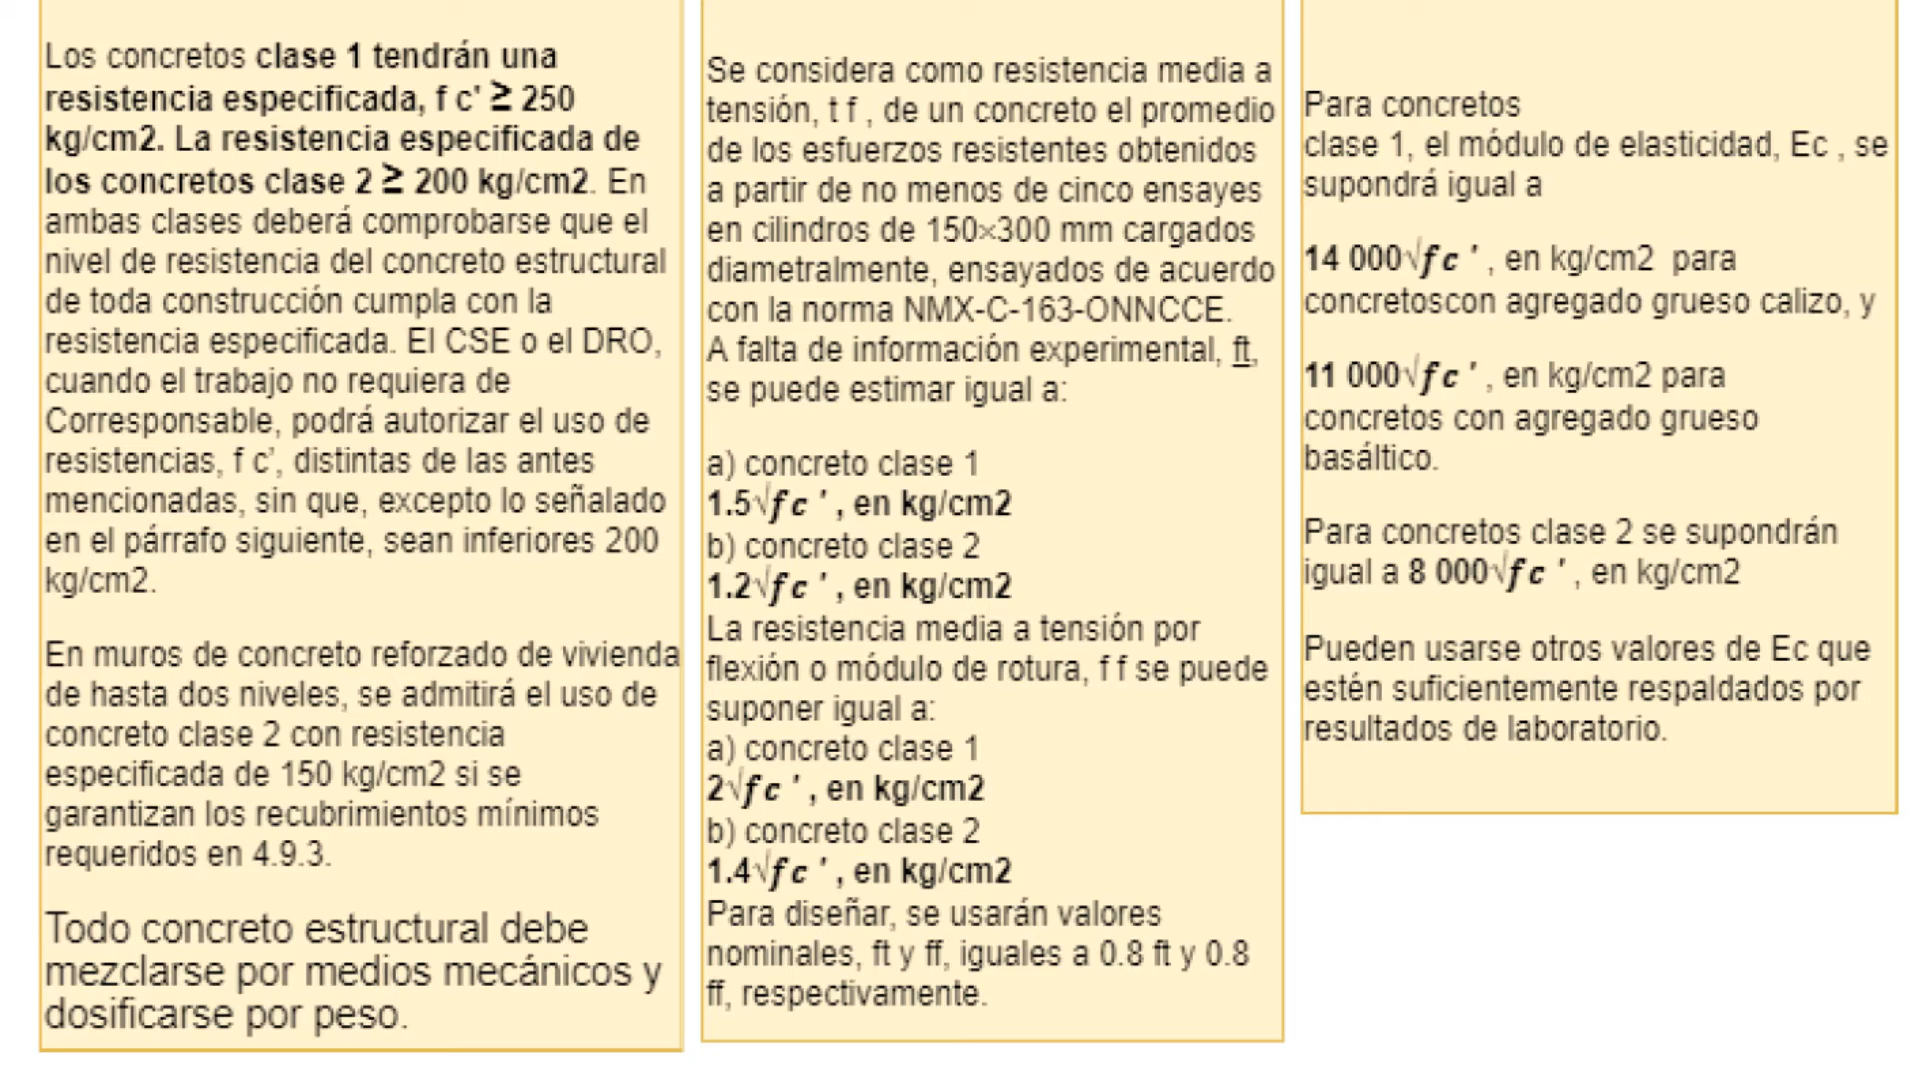 Los concretos clase 1 tendrán una
resistencia especificada, f c' ≥ 250
kg/cm2. La resistencia especificada de
los concretos clase 2 ≥ 200 kg/cm2. En
ambas clases deberá comprobarse que el
nivel de resistencia del concreto estructural
de toda construcción cumpla con la
resistencia especificada. El CSE o el DRO,
cuando el trabajo no requiera de
Corresponsable, podrá autorizar el uso de
resistencias, f c’, distintas de las antes
mencionadas, sin que, excepto lo señalado
en el párrafo siguiente, sean inferiores 200
kg/cm2.
En muros de concreto reforzado de vivienda
de hasta dos niveles, se admitirá el uso de
concreto clase 2 con resistencia
especificada de 150 kg/cm2 si se
garantizan los recubrimientos mínimos
requeridos en 4.9.3.
Todo concreto estructural debe
mezclarse por medios mecánicos y
dosificarse por peso.
Se considera como resistencia media a
tensión, t f , de un concreto el promedio
de los esfuerzos resistentes obtenidos
a partir de no menos de cinco ensayes
en cilindros de 150×300 mm cargados
diametralmente, ensayados de acuerdo
con la norma NMX-C-163-ONNCCE.
A falta de información experimental, ft,
se puede estimar igual a:
a) concreto clase 1
1.5√fc ' , en kg/cm2
b) concreto clase 2
1.2√fc ' , en kg/cm2
La resistencia media a tensión por
flexión o módulo de rotura, f f se puede
suponer igual a:
a) concreto clase 1
2√fc ' , en kg/cm2
b) concreto clase 2
1.4√fc ' , en kg/cm2
Para diseñar, se usarán valores
nominales, ft y ff, iguales a 0.8 ft y 0.8
ff, respectivamente.
Para concretos
clase 1, el módulo de elasticidad, Ec , se
supondrá igual a
14 000√fc ' , en kg/cm2 para
concretoscon agregado grueso calizo, y
11 000√fc ' , en kg/cm2 para
concretos con agregado grueso
basáltico.
Para concretos clase 2 se supondrán
igual a 8 000√fc ' , en kg/cm2
Pueden usarse otros valores de Ec que
estén suficientemente respaldados por
resultados de laboratorio.